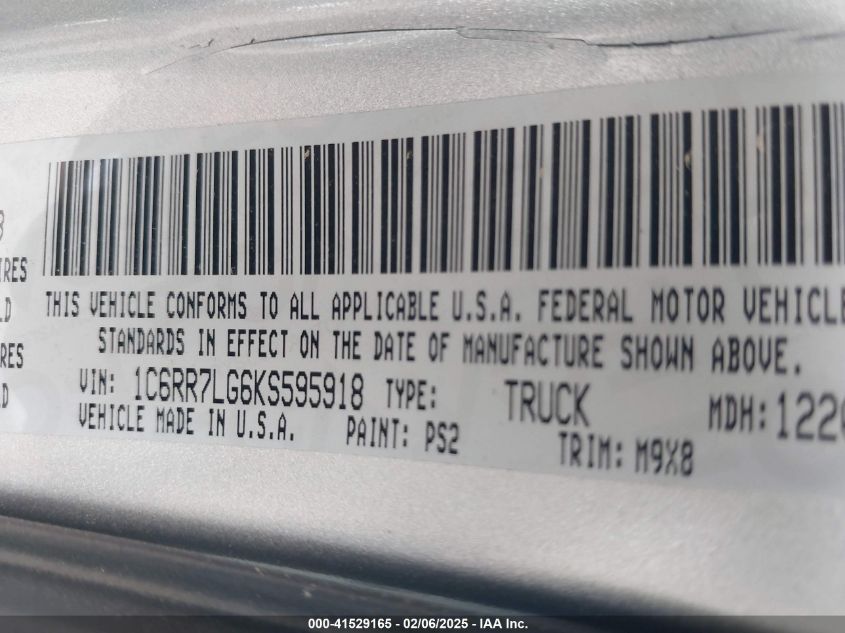 THIS VEHICLE CONFORMS TO ALL APPLICABLE U.S.A. FEDERAL MOTOR VEHICLE
STANDARDS IN EFFECT ON THE DATE OF MANUFACTURE SHOWN ABOVE.
VIN: 1C6RR7LG6KS595918 TYPE: TRUCK MDH: 122
VEHICLE MADE IN U.S.A. PAINT: PS2 TRIM: M9X8
000-41529165 - 02/06/2025 - IAA Inc.